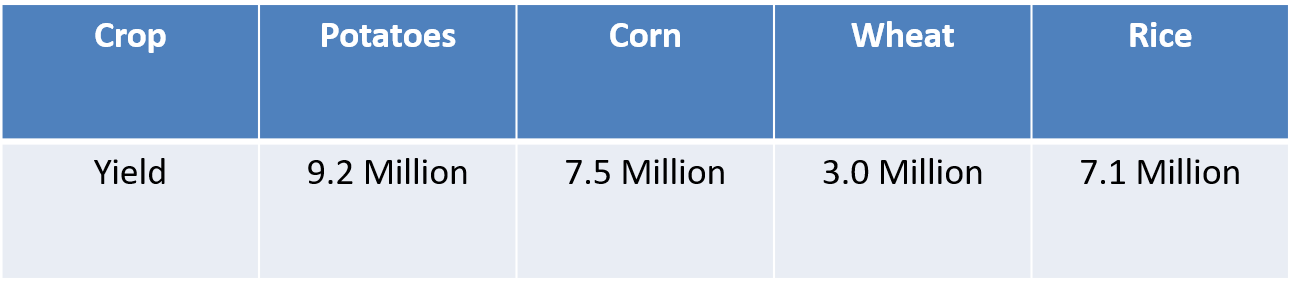 Crop Potatoes Corn Wheat Rice
Yield 9.2 Million 7.5 Million 3.0 Million 7.1 Million